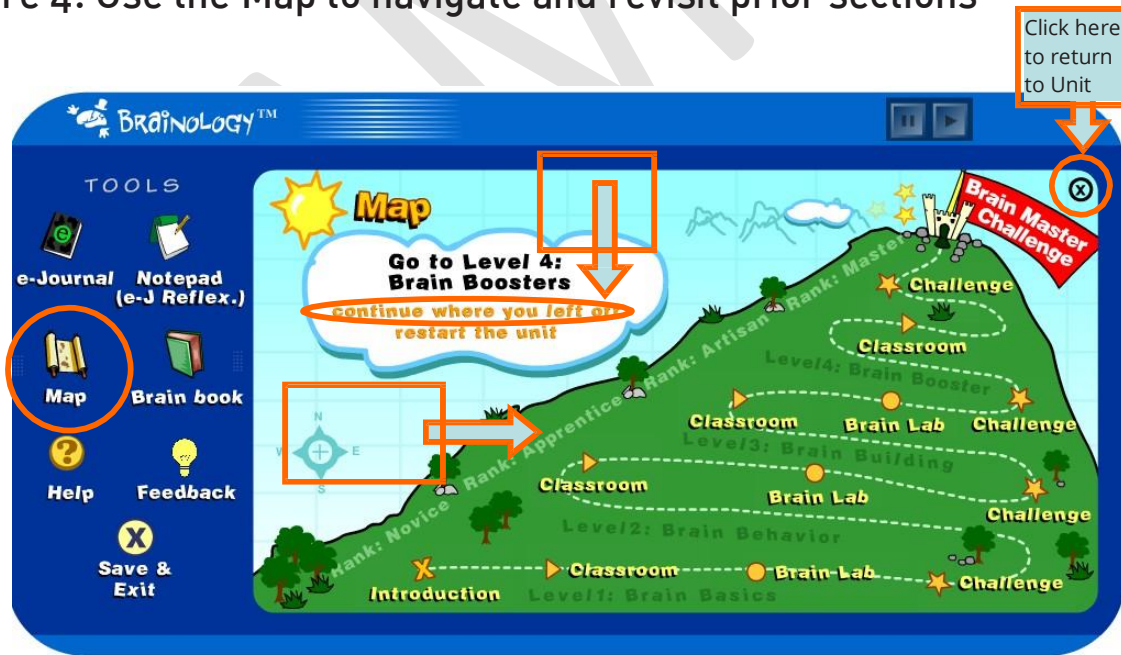 re 4: Use the Map to navigate and revisit prior sections
Click here
to return
to Unit
BRAINOLOGY™
TOOLS
e-Journal
Notepad
(e-J Reflex.)
Map
Brain book
Help
Feedback
Save &
Exit
Map
Go to Level 4:
Brain Boosters
continue where you left off
restart the unit
N
W
E
S
Brain Master
Challenge
Rank: Master
Challenge
Classroom
Level4: Brain Booster
Rank: Artisan
Classroom
Brain Lab
Challenge
Level3: Brain Building
Rank: Apprentice
Classroom
Brain Lab
Challenge
Level2: Brain Behavior
Rank: Novice
Introduction
Classroom
Brain Lab
Challenge
Level1: Brain Basics